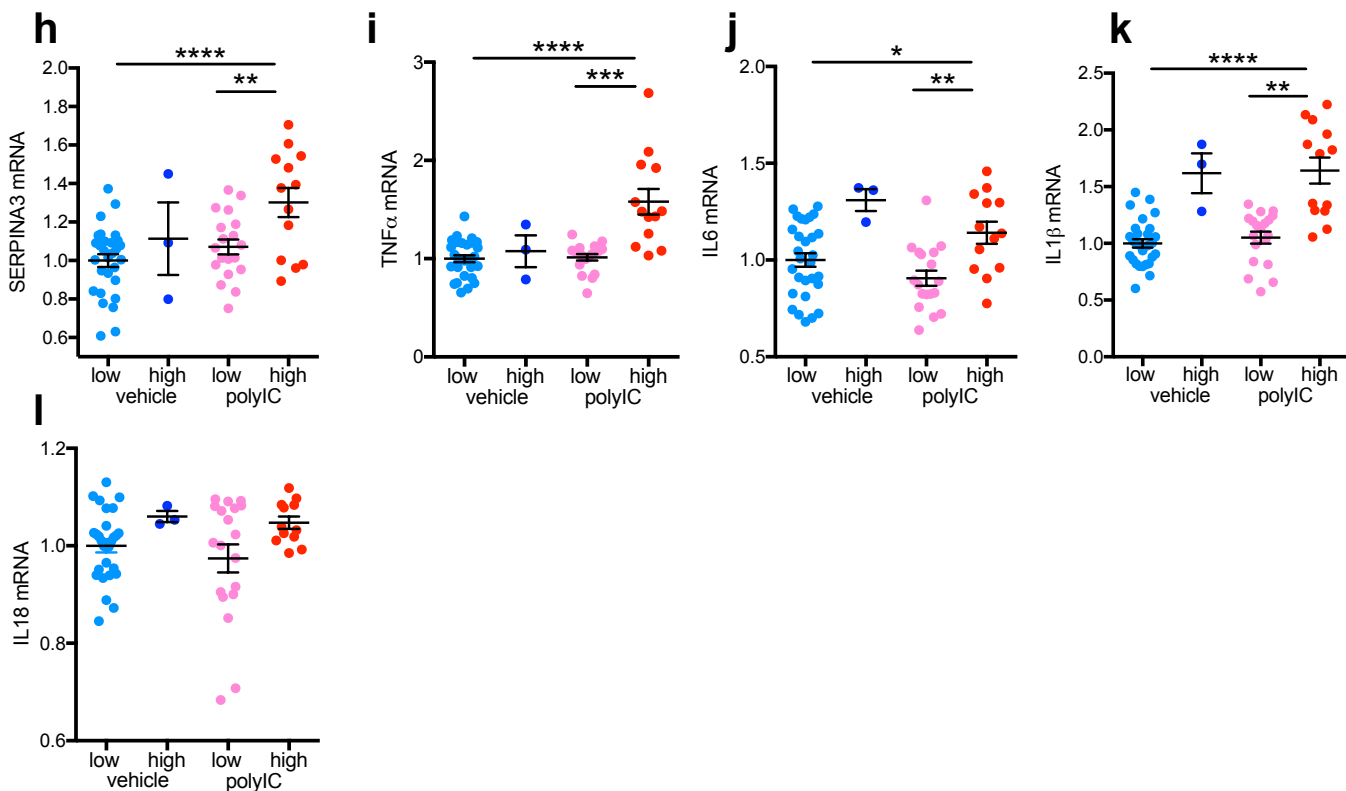 h
****
**
2.0
1.8
1.6
1.4
1.2
1.0
0.8
0.6
SERPINA3 mRNA
low high low high
vehicle polyIC
i
****
***
3
2
1
1
TNFα mRNA
low high low high
vehicle polyIC
j
*
**
2.0
1.5
1.0
0.5
IL6 mRNA
low high low high
vehicle polyIC
k
****
**
2.5
2.0
1.5
1.0
0.5
0.0
IL1β mRNA
low high low high
vehicle polyIC
l
1.2
1.0
0.8
0.6
IL18 mRNA
low high low high
vehicle polyIC